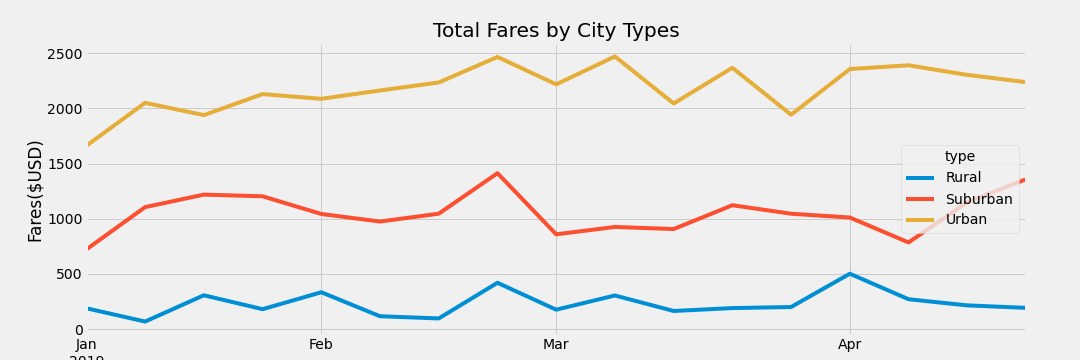 Total Fares by City Types
Fares($USD)
2500
2000
1500
1000
500
0
type
Rural
Suburban
Urban
Jan Feb Mar Apr
2019